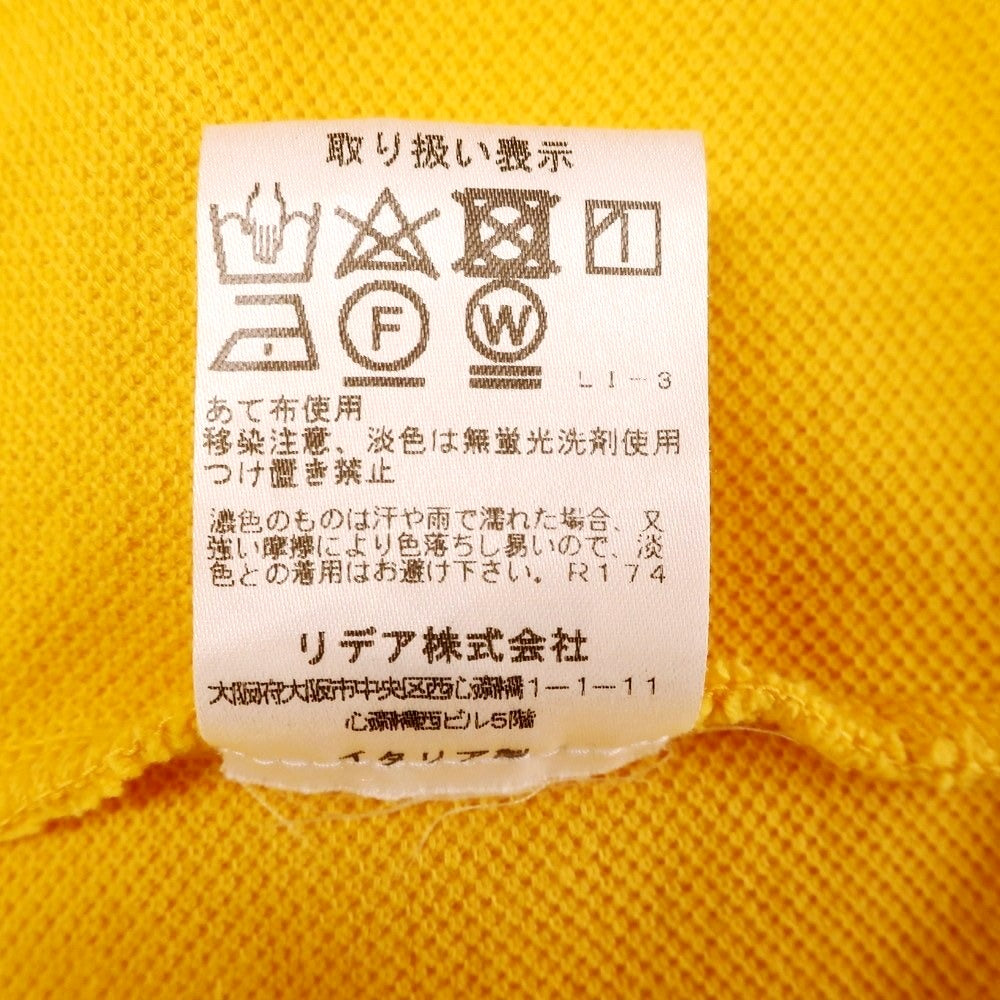 取り扱い表示
F W LI-3
あて布使用
移染注意、淡色は無蛍光洗剤使用
つけ置き禁止
濃色のものは汗や雨で濡れた場合、又
強い摩擦により色落ちし易いので、淡
色との着用はお避け下さい。R174
リデア株式会社
大阪府大阪市中央区西心斎橋1-1-11
心斎橋西ビル5階
イタリア製